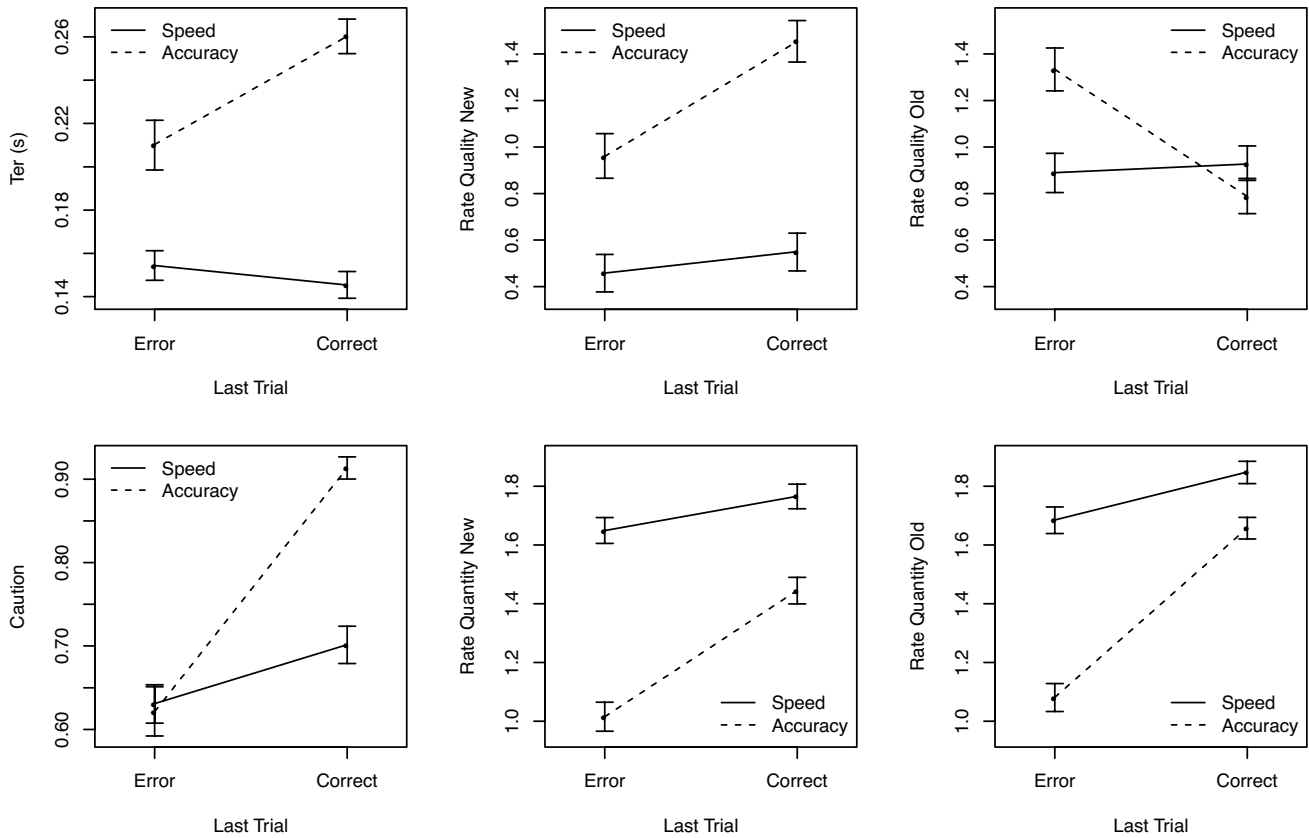 Ter (s)
0.26
0.22
0.18
0.14
Speed
Accuracy
Error
Correct
Last Trial
Rate Quality New
1.4
1.2
1.0
0.8
0.6
0.4
Speed
Accuracy
Error
Correct
Last Trial
Rate Quality Old
1.4
1.2
1.0
0.8
0.6
0.4
Speed
Accuracy
Error
Correct
Last Trial
Caution
0.90
0.80
0.70
0.60
Speed
Accuracy
Error
Correct
Last Trial
Rate Quantity New
1.8
1.6
1.4
1.2
1.0
Speed
Accuracy
Error
Correct
Last Trial
Rate Quantity Old
1.8
1.6
1.4
1.2
1.0
Speed
Accuracy
Error
Correct
Last Trial